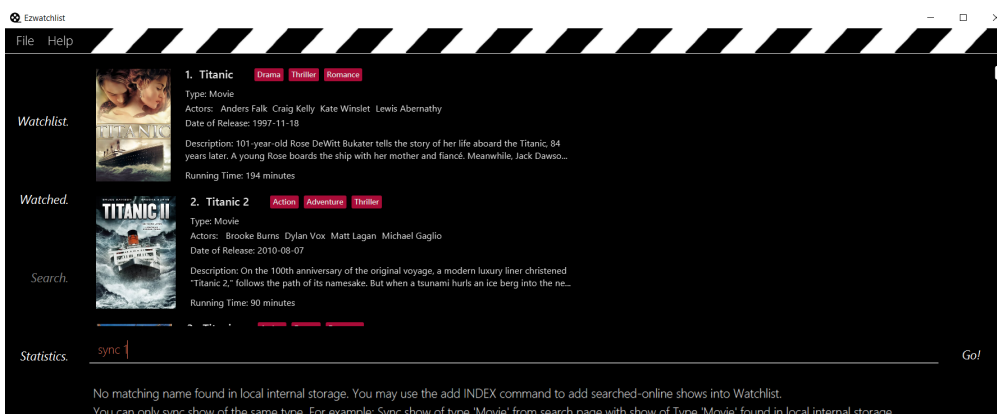 Ezwatchlist
File Help
Watchlist.
Watched.
Search.
Statistics.
TITANIC
1. Titanic Drama Thriller Romance
Type: Movie
Actors: Anders Falk Craig Kelly Kate Winslet Lewis Abernathy
Date of Release: 1997-11-18
Description: 101-year-old Rose DeWitt Bukater tells the story of her life aboard the Titanic, 84
years later. A young Rose boards the ship with her mother and fiancé. Meanwhile, Jack Dawso...
Running Time: 194 minutes
TITANIC II
2. Titanic 2 Action Adventure Thriller
Type: Movie
Actors: Brooke Burns Dylan Vox Matt Lagan Michael Gaglio
Date of Release: 2010-08-07
Description: On the 100th anniversary of the original voyage, a modern luxury liner christened
"Titanic 2," follows the path of its namesake. But when a tsunami hurls an ice berg into the ne...
Running Time: 90 minutes
sync 1
Go!
No matching name found in local internal storage. You may use the add INDEX command to add searched-online shows into Watchlist.
You can only sync show of the same type. For example: Sync show of type 'Movie' from search page with show of Type 'Movie' found in local internal storage.